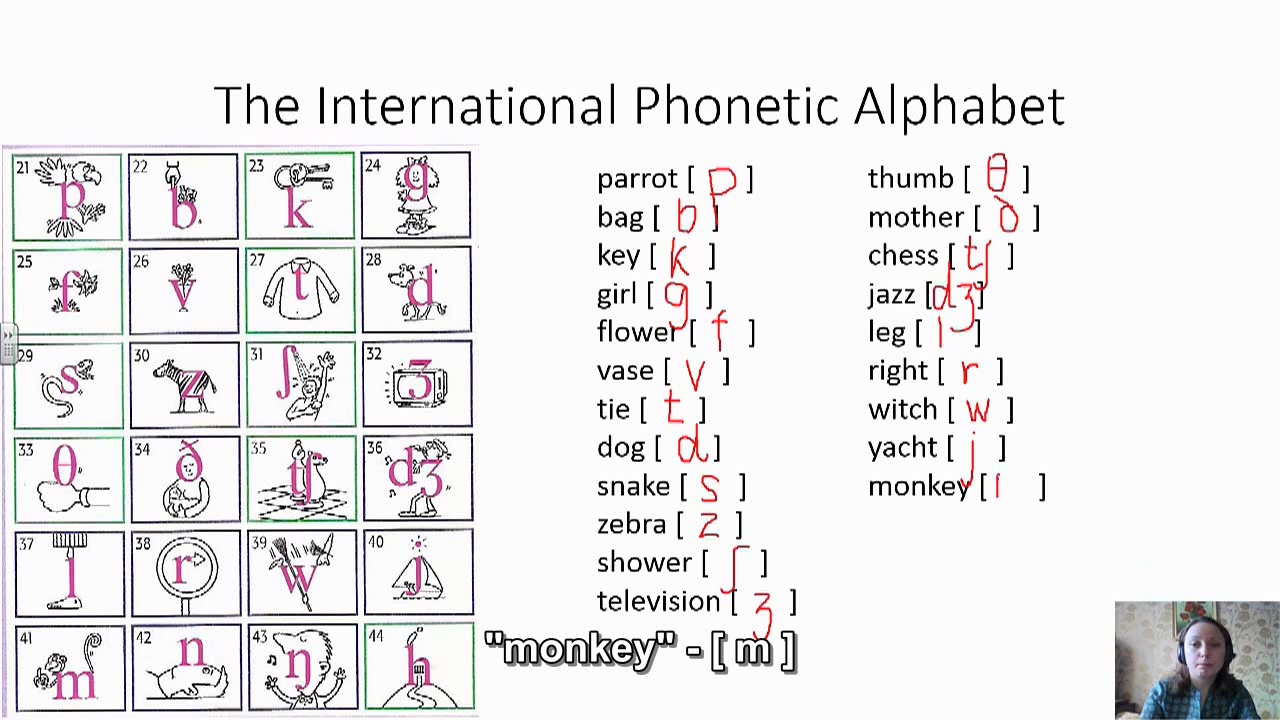 The International Phonetic Alphabet
21 p
22 b
23 k
24 g
25 f
26 v
27 t
28 d
29 s
30 z
31 ʃ
32 ʒ
33 θ
34 ð
35 tʃ
36 dʒ
37 l
38 r
39 w
40 j
41 m
42 n
43 ŋ
44 h
parrot [ p ]
bag [ b ]
key [ k ]
girl [ g ]
flower [ f ]
vase [ v ]
tie [ t ]
dog [ d ]
snake [ s ]
zebra [ z ]
shower [ ʃ ]
television [ ʒ ]
thumb [ θ ]
mother [ ð ]
chess [ tʃ ]
jazz [dʒ]
leg [ l ]
right [ r ]
witch [ w ]
yacht [ j ]
monkey [ ı ]
"monkey" - [ m ]